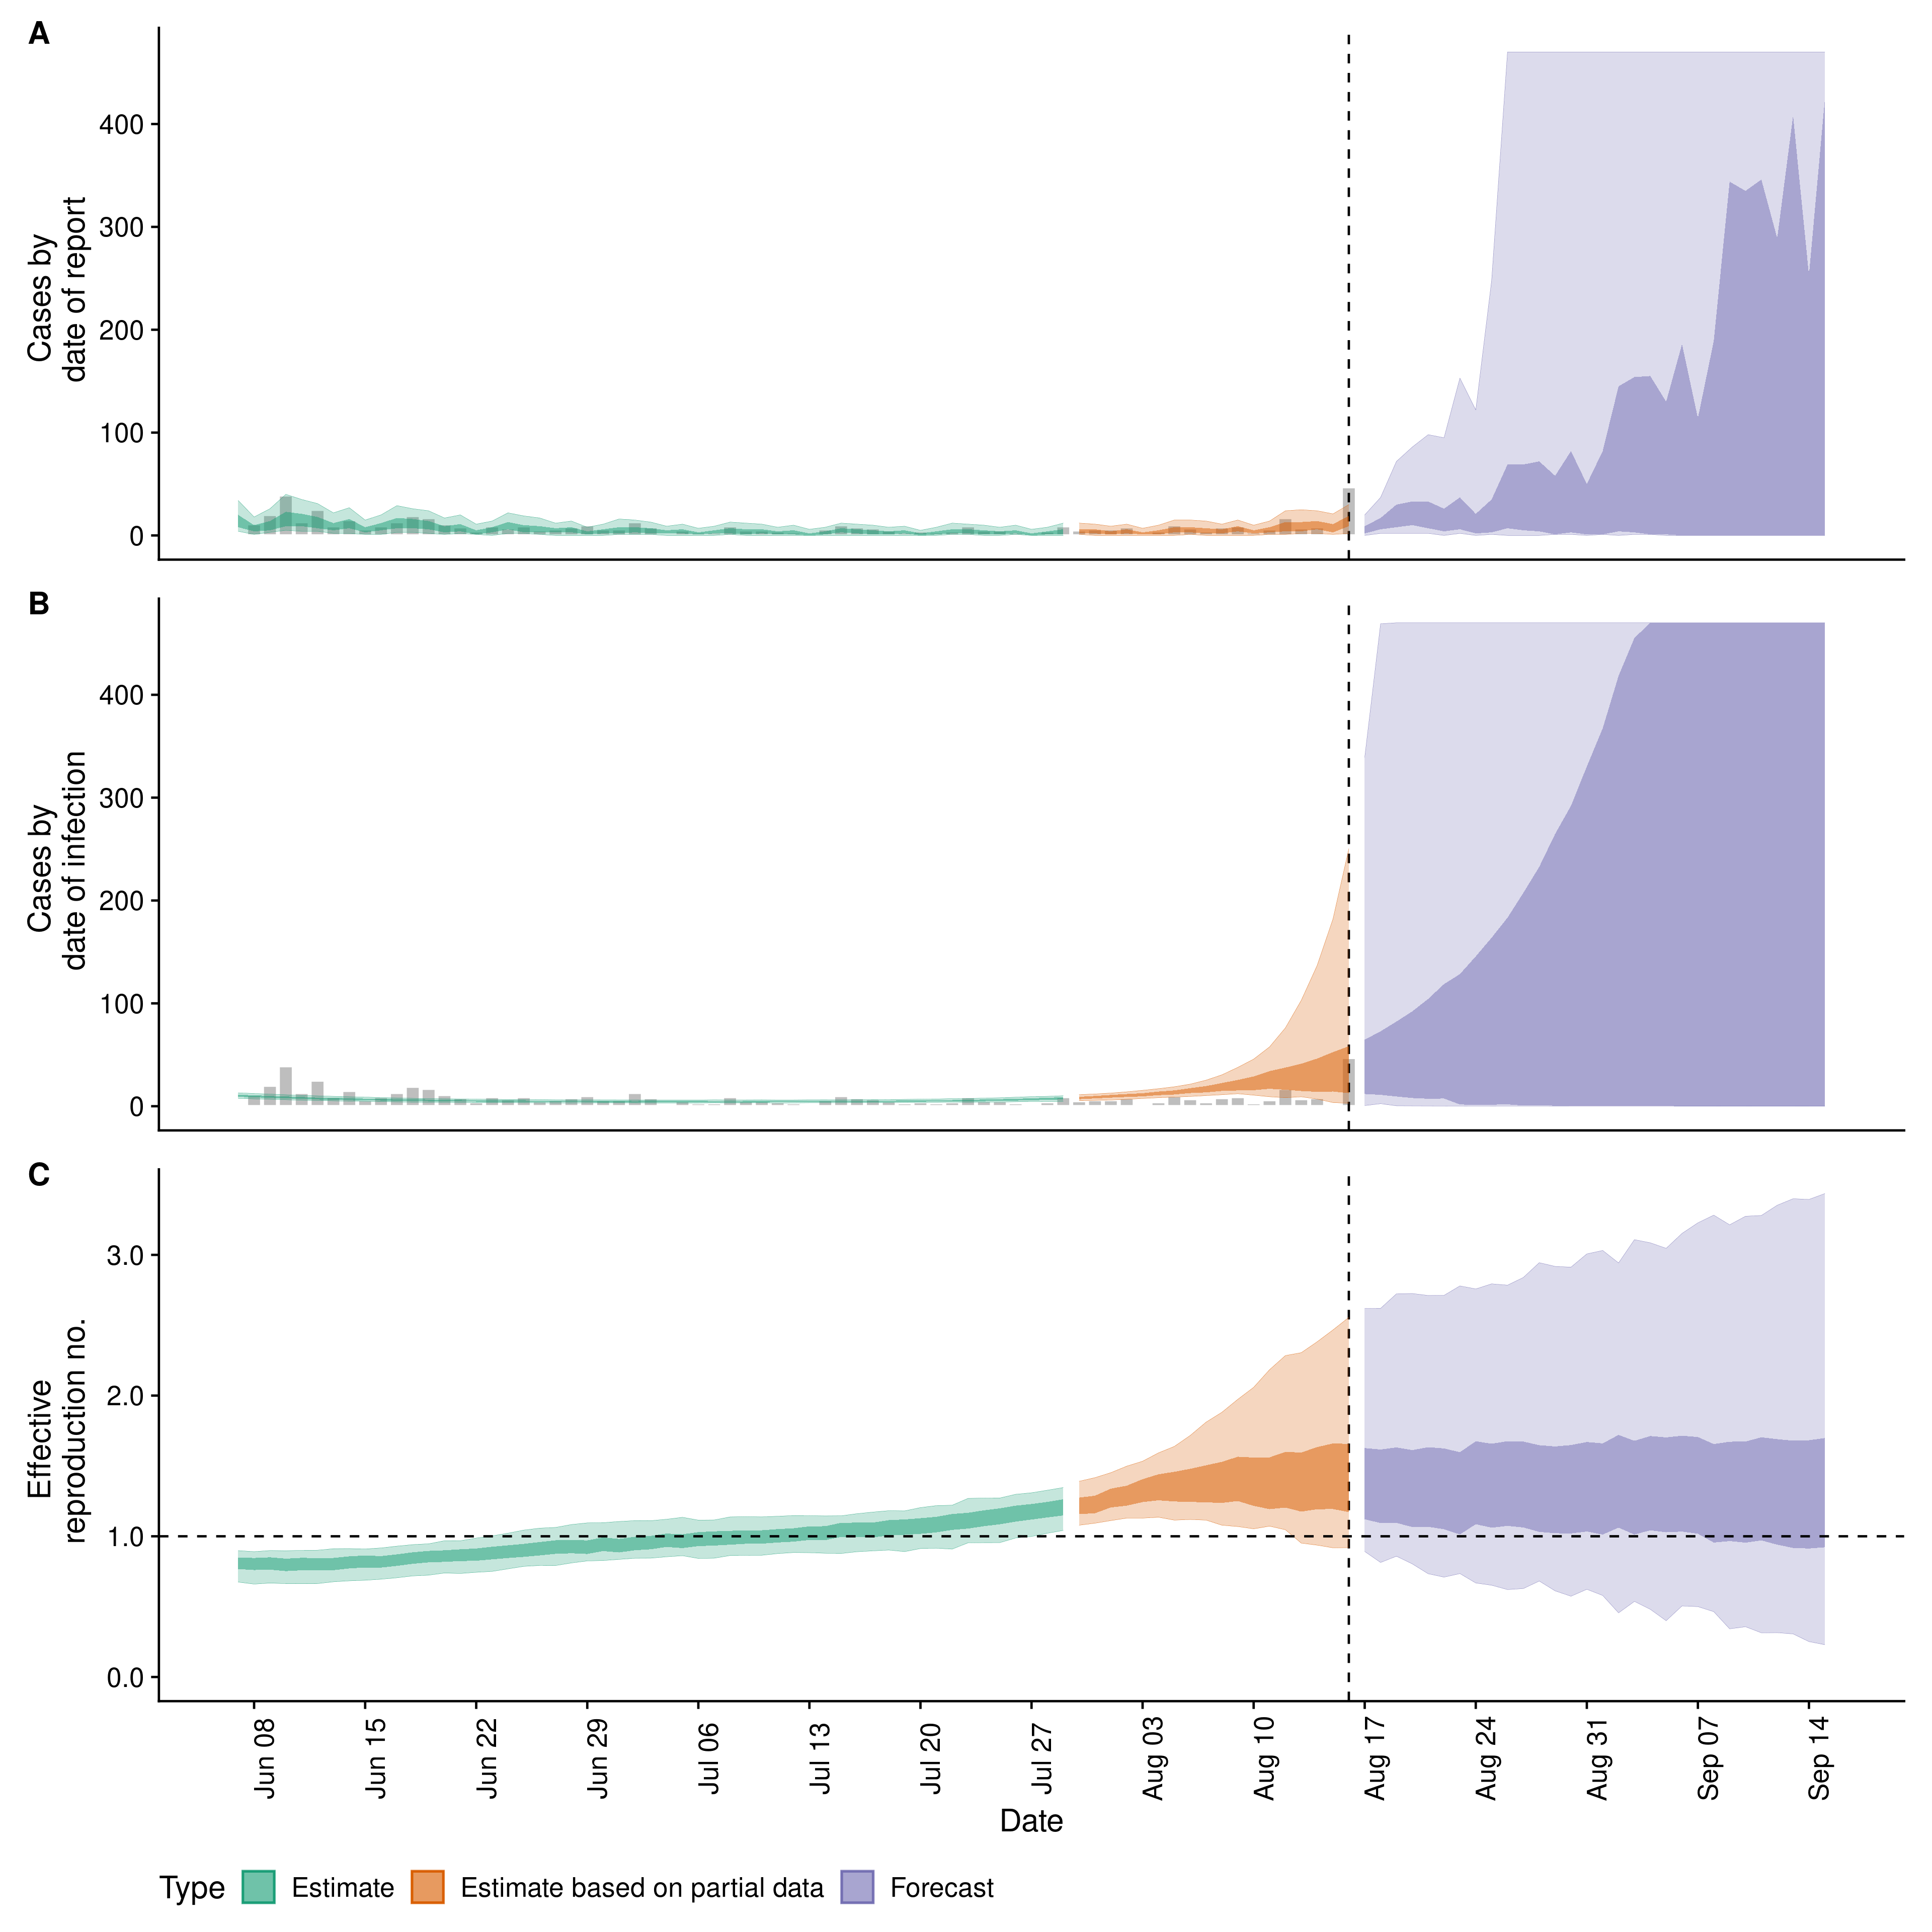 A
400
300
200
100
0
Cases by
date of report
B
400
300
200
100
0
Cases by
date of infection
C
3.0
2.0
1.0
0.0
Effective
reproduction no.
Jun 08
Jun 15
Jun 22
Jun 29
Jul 06
Jul 13
Jul 20
Jul 27
Aug 03
Aug 10
Aug 17
Aug 24
Aug 31
Sep 07
Sep 14
Date
Type Estimate Estimate based on partial data Forecast